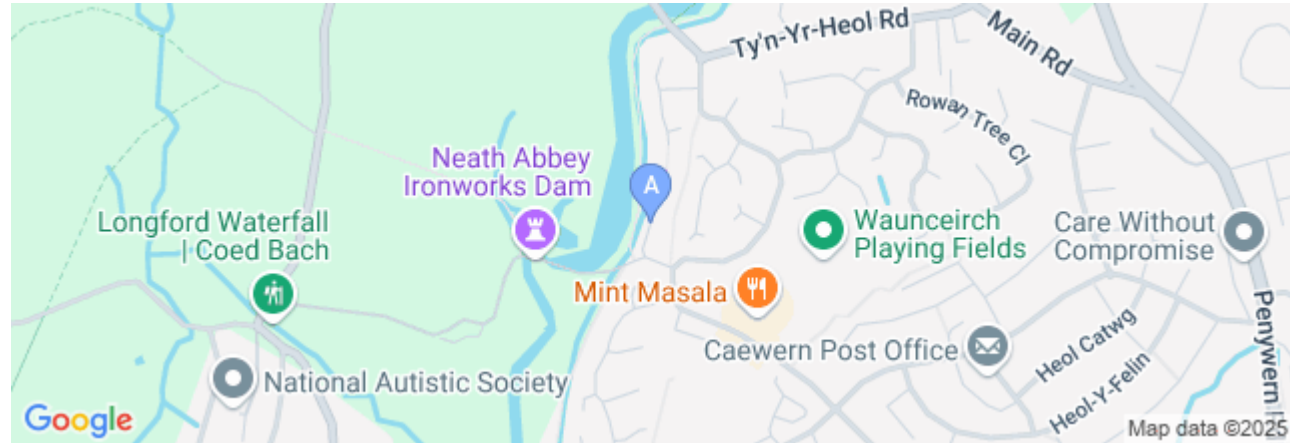 Ty'n-Yr-Heol Rd
Main Rd
Rowan Tree Cl
Neath Abbey
Ironworks Dam
A
Longford Waterfall
| Coed Bach
Waunceirch
Playing Fields
Care Without
Compromise
Mint Masala
Penywern
Caewern Post Office
Heol Catwg
National Autistic Society
Heol-Y-Felin
Google
Map data ©2025